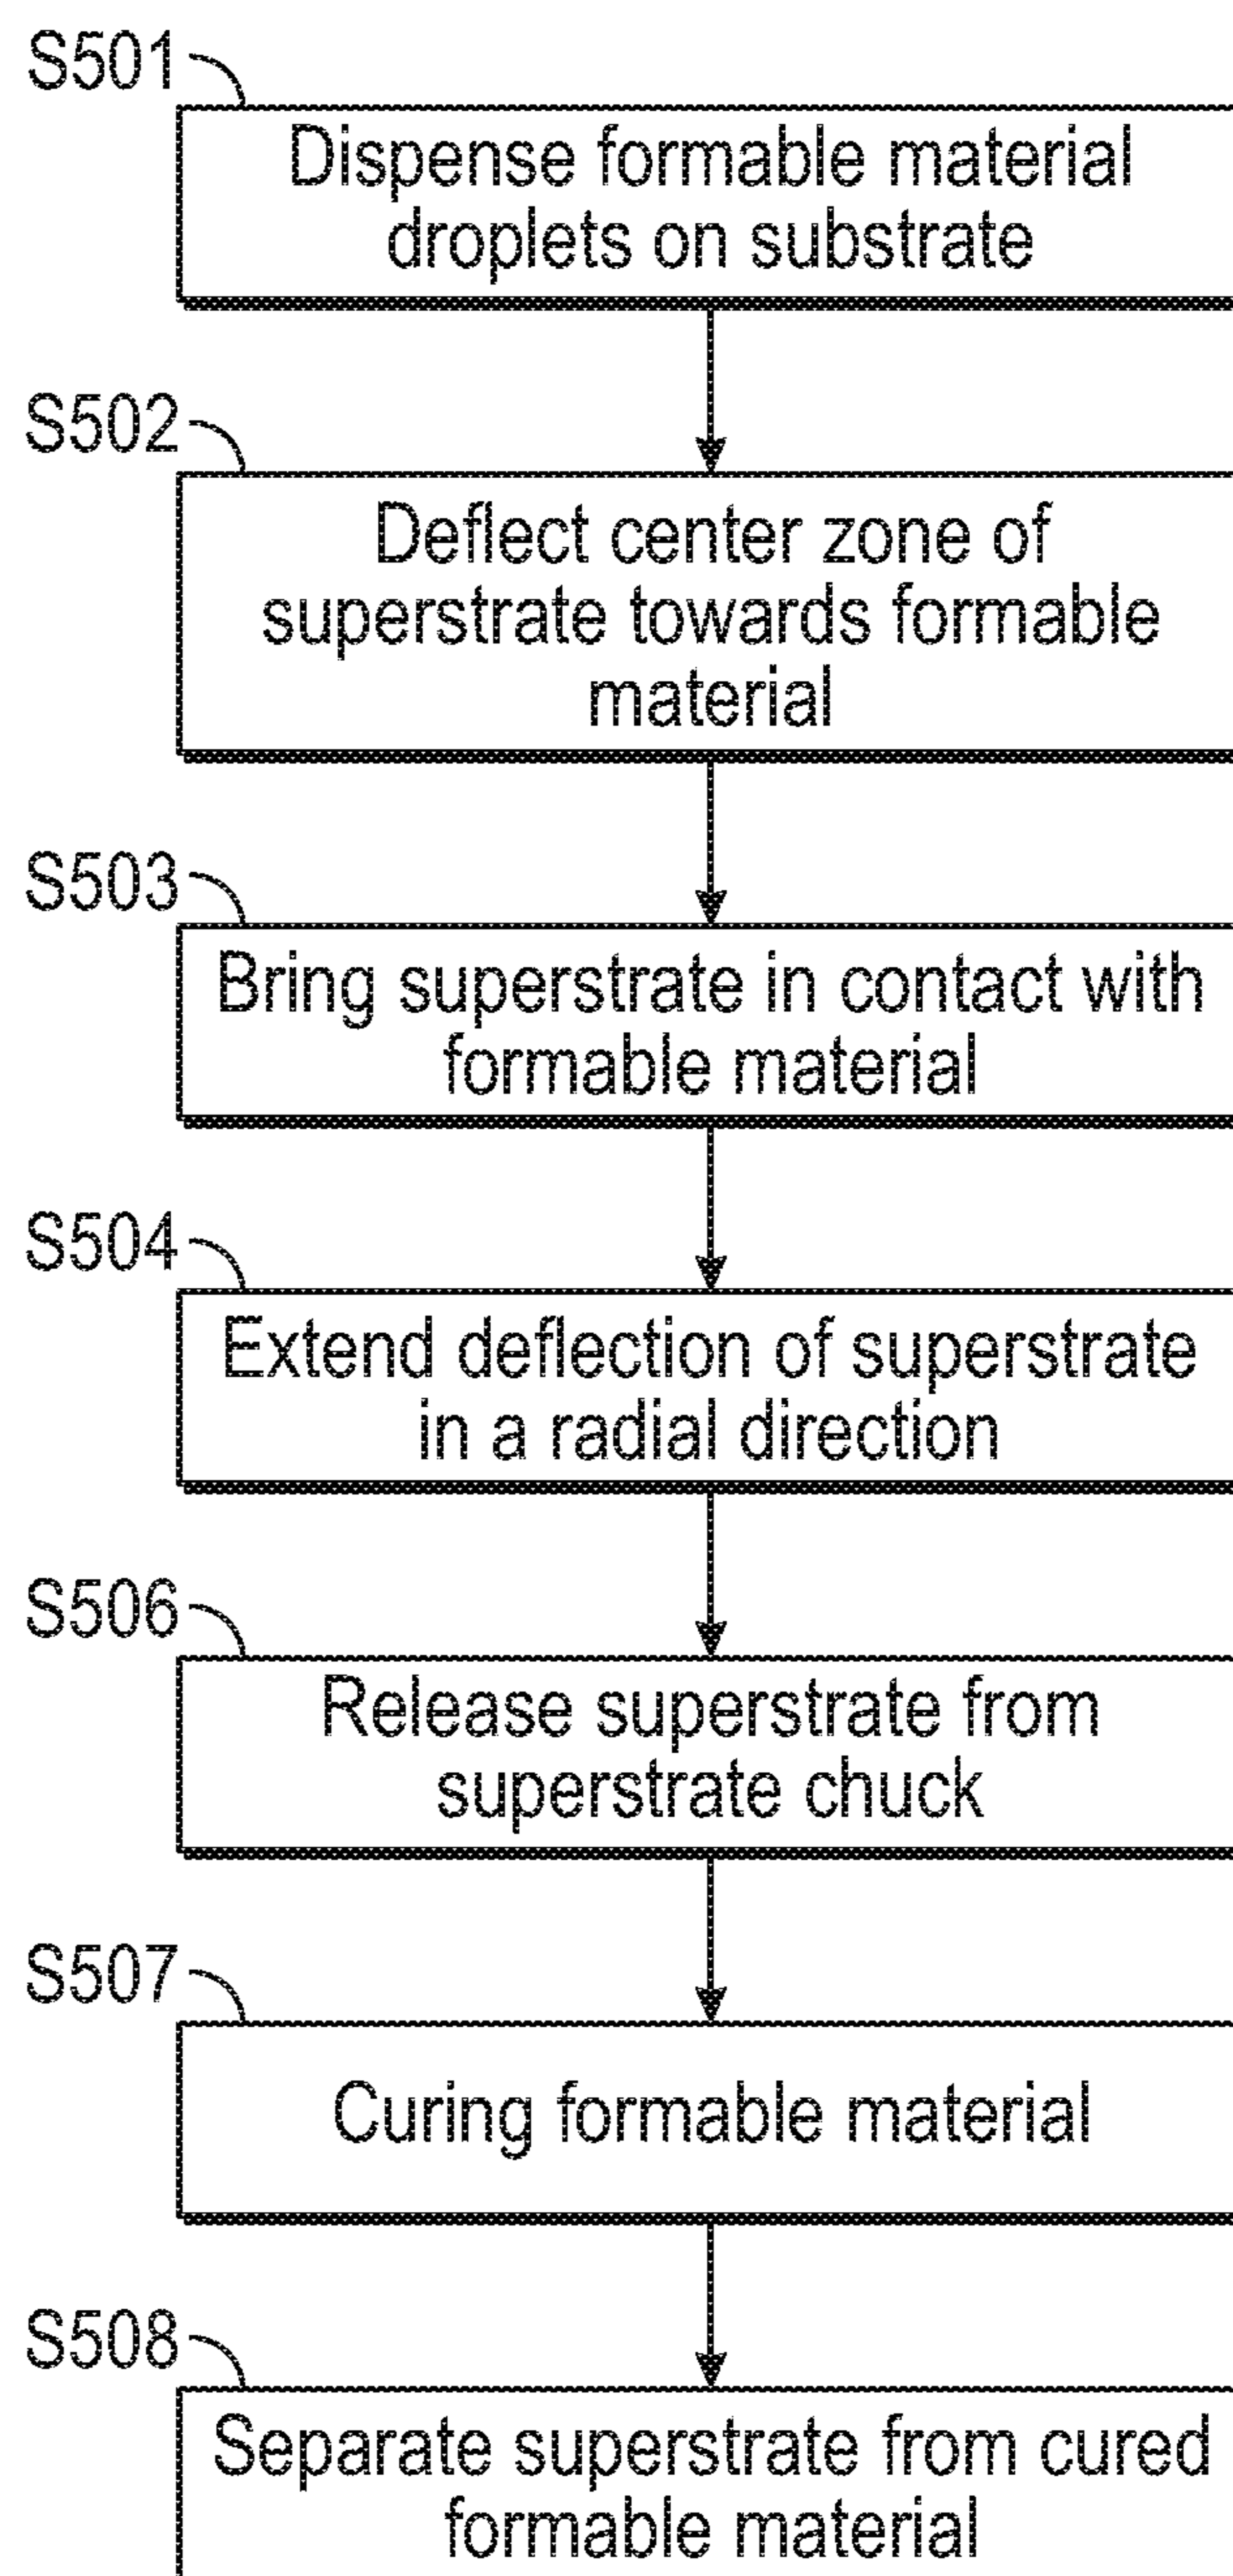 S501
Dispense formable material
droplets on substrate
S502
Deflect center zone of
superstrate towards formable
material
S503
Bring superstrate in contact with
formable material
S504
Extend deflection of superstrate
in a radial direction
S506
Release superstrate from
superstrate chuck
S507
Curing formable material
S508
Separate superstrate from cured
formable material